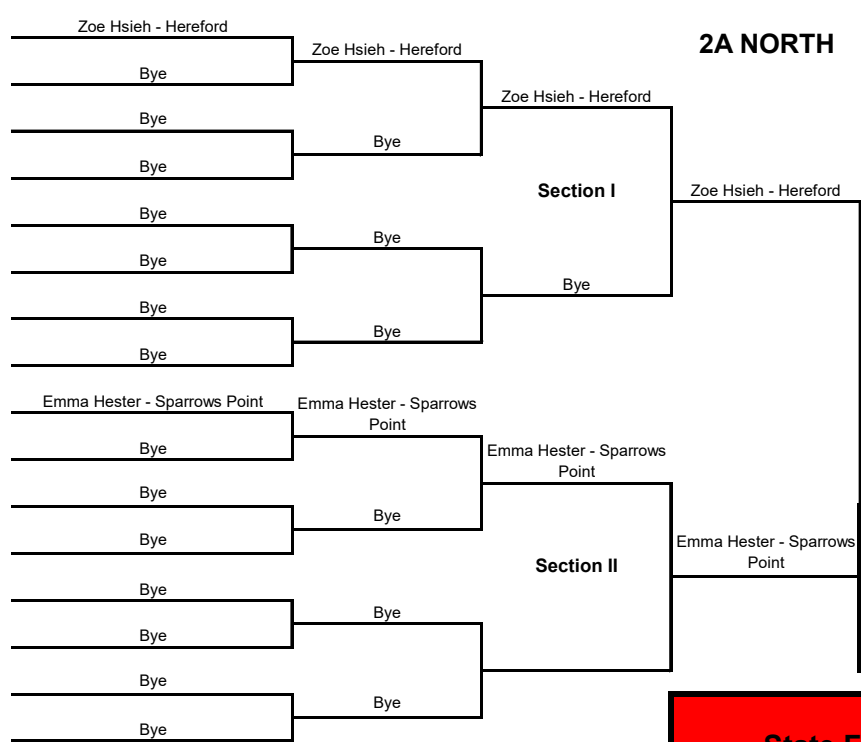 Zoe Hsieh - Hereford
Zoe Hsieh - Hereford
2A NORTH
Bye
Zoe Hsieh - Hereford
Bye
Bye
Bye
Section I
Zoe Hsieh - Hereford
Bye
Bye
Bye
Bye
Bye
Bye
Bye
Emma Hester - Sparrows Point
Emma Hester - Sparrows
Point
Bye
Emma Hester - Sparrows
Point
Bye
Bye
Bye
Emma Hester - Sparrows
Point
Section II
Bye
Bye
Bye
Bye
Bye
Bye